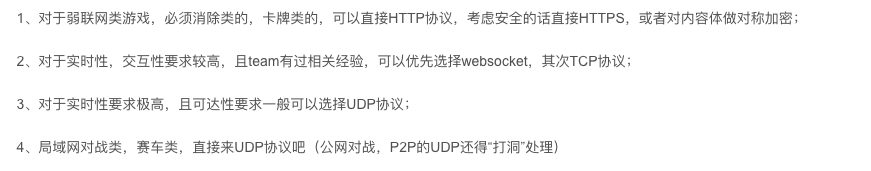 1、对于弱联网类游戏，必须消除类的，卡牌类的，可以直接HTTP协议，考虑安全的话直接HTTPS，或者对内容体做对称加密；
2、对于实时性，交互性要求较高，且team有过相关经验，可以优先选择websocket，其次TCP协议；
3、对于实时性要求极高，且可达性要求一般可以选择UDP协议；
4、局域网对战类，赛车类，直接来UDP协议吧（公网对战，P2P的UDP还得“打洞”处理）